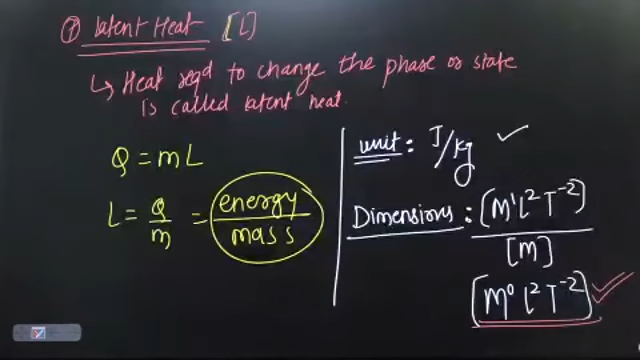 ⑦ Latent Heat [L]
↳ Heat reqd to change the phase or state
is called latent heat.
Q = mL
L = Q/m = energy/mass
unit : J/kg ✓
Dimensions : [M¹L²T⁻²]/[M]
[M⁰L²T⁻²] ✓